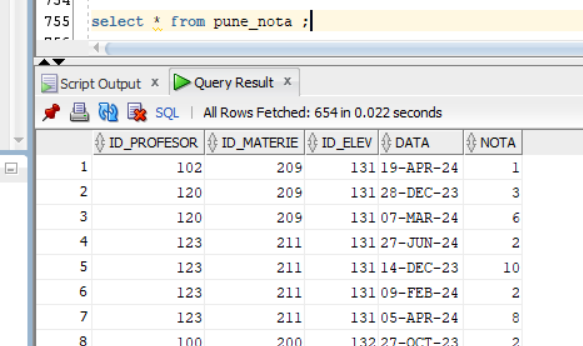 754
755 select * from pune_nota ;
Script Output x Query Result x
SQL | All Rows Fetched: 654 in 0.022 seconds
ID_PROFESOR ID_MATERIE ID_ELEV DATA NOTA
1 102 209 131 19-APR-24 1
2 120 209 131 28-DEC-23 3
3 120 209 131 07-MAR-24 6
4 123 211 131 27-JUN-24 2
5 123 211 131 14-DEC-23 10
6 123 211 131 09-FEB-24 2
7 123 211 131 05-APR-24 8
8 100 200 132 27-OCT-23 2